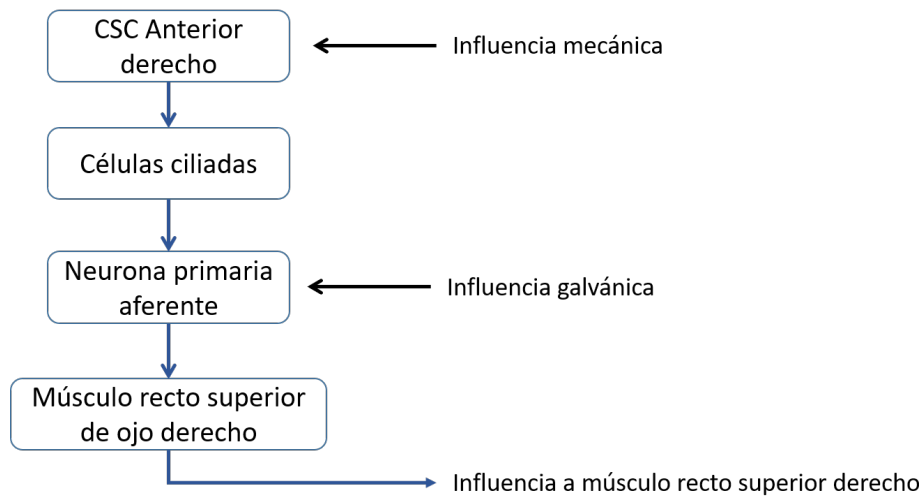 CSC Anterior
derecho
Influencia mecánica
Células ciliadas
Neurona primaria
aferente
Influencia galvánica
Músculo recto superior
de ojo derecho
Influencia a músculo recto superior derecho